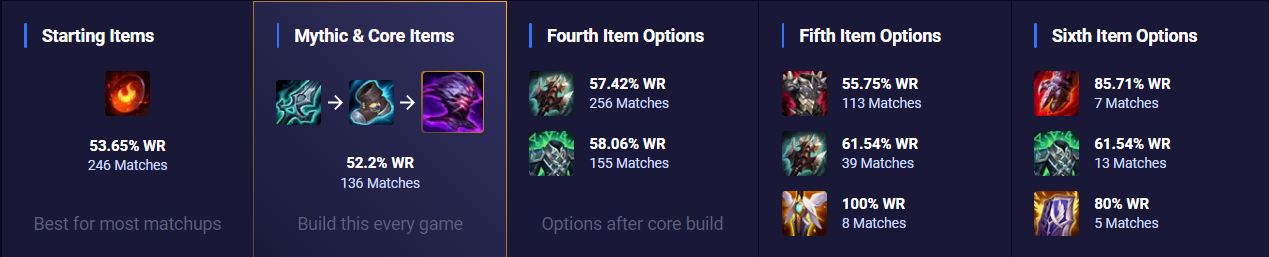 Starting Items
53.65% WR
246 Matches
Best for most matchups
Mythic & Core Items
52.2% WR
136 Matches
Build this every game
Fourth Item Options
57.42% WR
256 Matches
58.06% WR
155 Matches
Options after core build
Fifth Item Options
55.75% WR
113 Matches
61.54% WR
39 Matches
100% WR
8 Matches
Sixth Item Options
85.71% WR
7 Matches
61.54% WR
13 Matches
80% WR
5 Matches